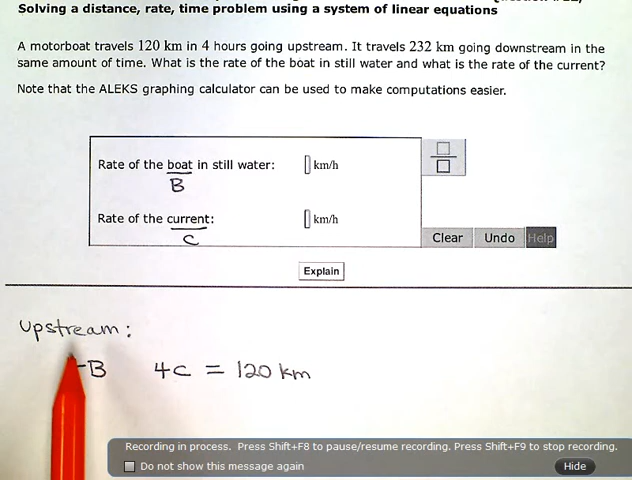 Solving a distance, rate, time problem using a system of linear equations
A motorboat travels 120 km in 4 hours going upstream. It travels 232 km going downstream in the
same amount of time. What is the rate of the boat in still water and what is the rate of the current?
Note that the ALEKS graphing calculator can be used to make computations easier.
Rate of the boat in still water: km/h
B
Rate of the current: km/h
C
Clear Undo Help
Explain
Upstream:
B 4C = 120 km
Recording in process. Press Shift+F8 to pause/resume recording. Press Shift+F9 to stop recording.
Do not show this message again
Hide